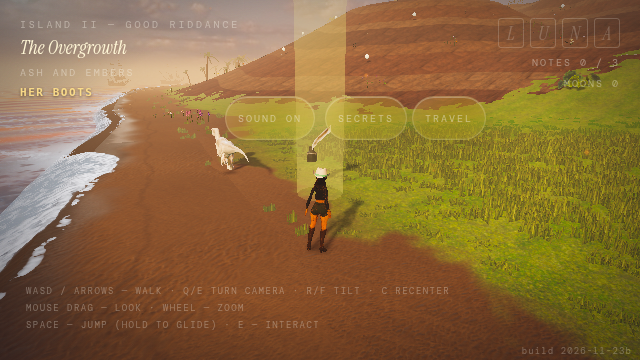 ISLAND II — GOOD RIDDANCE
The Overgrowth
ASH AND EMBERS
HER BOOTS
LUNA
NOTES 0 / 3
MOONS 0
SOUND ON
SECRETS
TRAVEL
WASD / ARROWS — WALK · Q/E TURN CAMERA · R/F TILT · C RECENTER
MOUSE DRAG — LOOK · WHEEL — ZOOM
SPACE — JUMP (HOLD TO GLIDE) · E — INTERACT
build 2026-11-23b